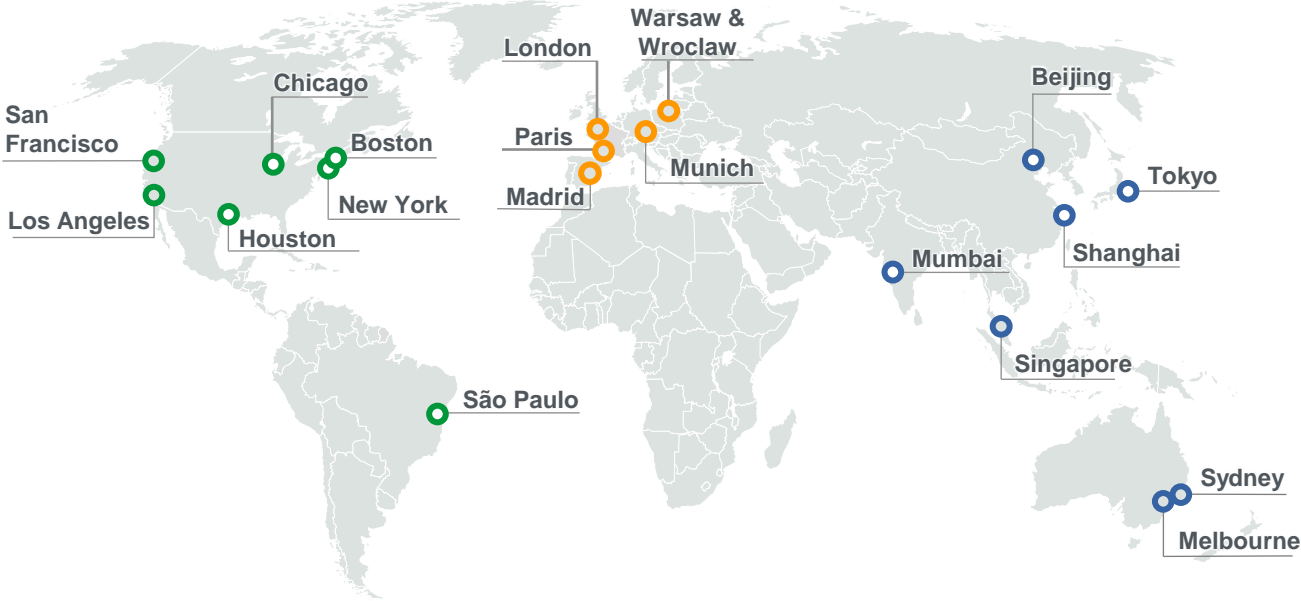 San
Francisco
Los Angeles
Chicago
Houston
Boston
New York
São Paulo
London
Paris
Madrid
Warsaw &
Wroclaw
Munich
Beijing
Tokyo
Shanghai
Mumbai
Singapore
Sydney
Melbourne